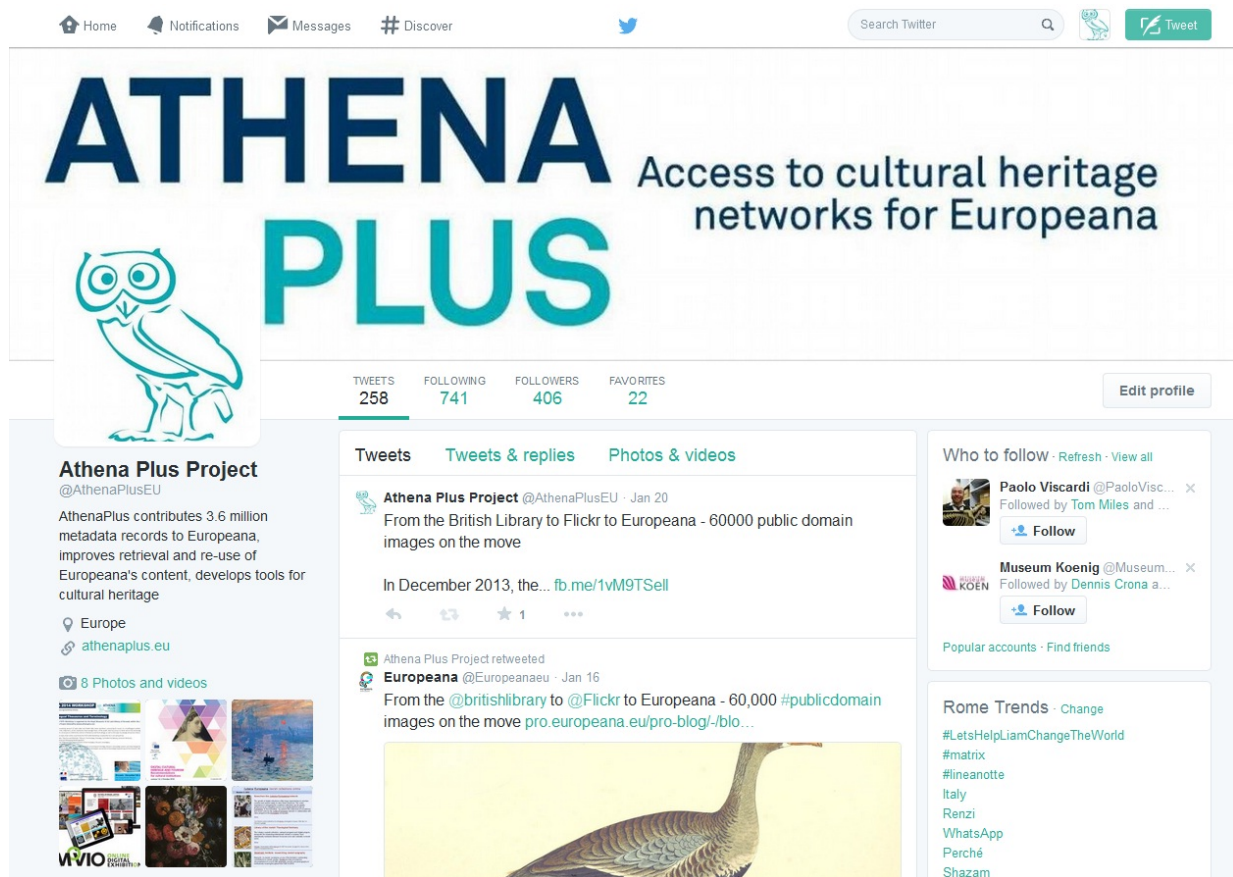 Home Notifications Messages Discover Search Twitter Tweet
ATHENA
PLUS
Access to cultural heritage
networks for Europeana
TWEETS FOLLOWING FOLLOWERS FAVORITES
258 741 406 22
Edit profile
Athena Plus Project
@AthenaPlusEU
AthenaPlus contributes 3.6 million
metadata records to Europeana,
improves retrieval and re-use of
Europeana's content, develops tools for
cultural heritage
Europe
athenaplus.eu
8 Photos and videos
ONLINE
DIGITAL
Tweets Tweets & replies Photos & videos
Athena Plus Project @AthenaPlusEU · Jan 20
From the British Library to Flickr to Europeana - 60000 public domain
images on the move
In December 2013, the... fb.me/1vM9TSell
1
Athena Plus Project retweeted
Europeana @Europeanaeu · Jan 16
From the @britishlibrary to @Flickr to Europeana - 60,000 #publicdomain
images on the move pro.europeana.eu/pro-blog/-/blo...
Who to follow · Refresh · View all
Paolo Viscardi @PaoloVisc...
Followed by Tom Miles and ...
Follow
Museum Koenig @Museum...
Followed by Dennis Crona a...
KOEN
Follow
Popular accounts · Find friends
Rome Trends · Change
#LetsHelpLiamChangeTheWorld
#matrix
#lineanotte
Italy
Renzi
WhatsApp
Perché
Shazam